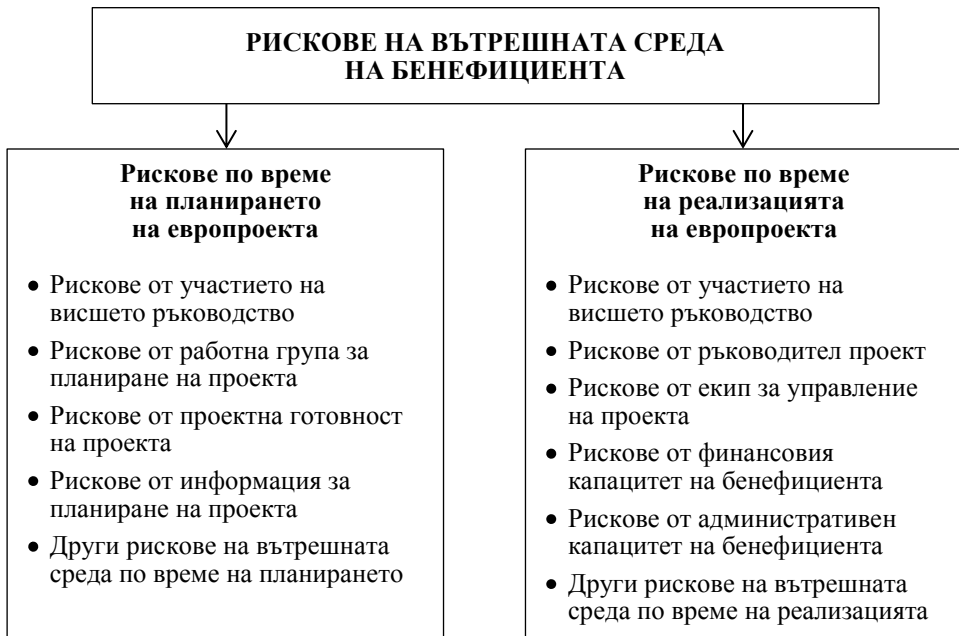 РИСКОВЕ НА ВЪТРЕШНАТА СРЕДА
НА БЕНЕФИЦИЕНТА
Рискове по време
на планирането
на европроекта
• Рискове от участието на
висшето ръководство
• Рискове от работна група за
планиране на проекта
• Рискове от проектна готовност
на проекта
• Рискове от информация за
планиране на проекта
• Други рискове на вътрешната
среда по време на планирането
Рискове по време
на реализацията
на европроекта
• Рискове от участието на
висшето ръководство
• Рискове от ръководител проект
• Рискове от екип за управление
на проекта
• Рискове от финансовия
капацитет на бенефициента
• Рискове от административен
капацитет на бенефициента
• Други рискове на вътрешната
среда по време на реализацията